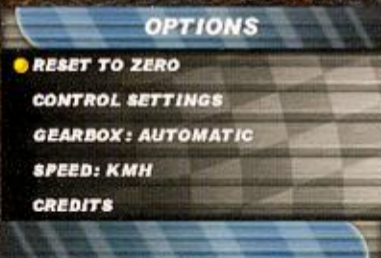 OPTIONS
RESET TO ZERO
CONTROL SETTINGS
GEARBOX: AUTOMATIC
SPEED: KMH
CREDITS